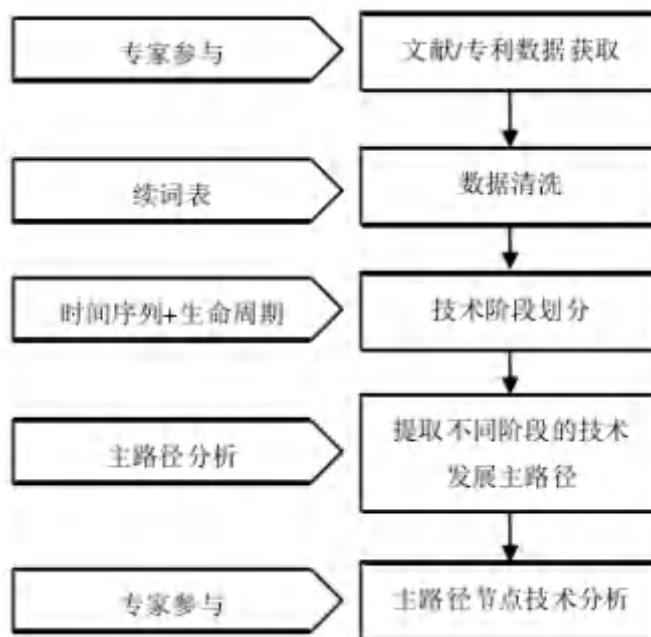 专家参与
文献/专利数据获取
续词表
数据清洗
时间序列+生命周期
技术阶段划分
主路径分析
提取不同阶段的技术
发展主路径
专家参与
主路径节点技术分析